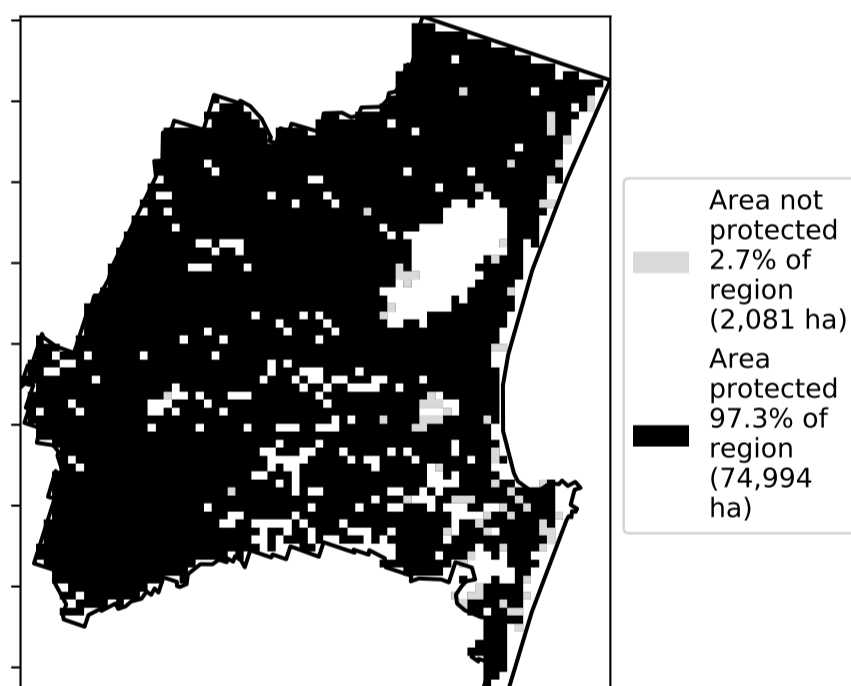 Area not
protected
2.7% of
region
(2,081 ha)
Area
protected
97.3% of
region
(74,994
ha)